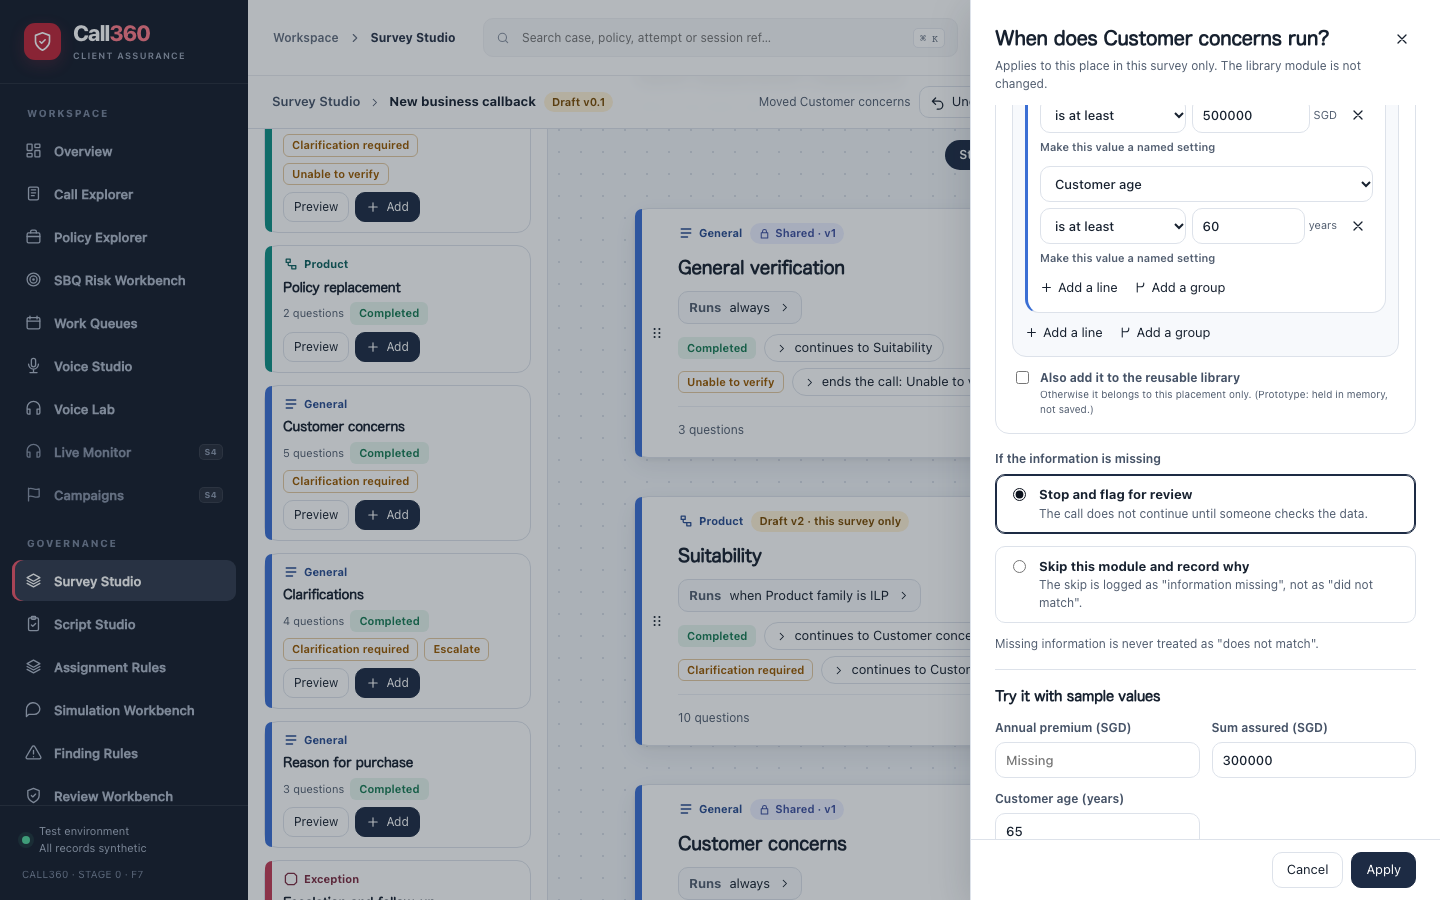 Call360
CLIENT ASSURANCE
WORKSPACE
Overview
Call Explorer
Policy Explorer
SBQ Risk Workbench
Work Queues
Voice Studio
Voice Lab
Live Monitor
S4
Campaigns
S4
GOVERNANCE
Survey Studio
Script Studio
Assignment Rules
Simulation Workbench
Finding Rules
Review Workbench
Test environment
All records synthetic
CALL360 · STAGE 0 · F7
Workspace
Survey Studio
Search case, policy, attempt or session ref...
⌘ K
Survey Studio
New business callback
Draft v0.1
Moved Customer concerns
Clarification required
Unable to verify
Preview
+ Add
Product
Policy replacement
2 questions
Completed
Preview
+ Add
General
Customer concerns
5 questions
Completed
Clarification required
Preview
+ Add
General
Clarifications
4 questions
Completed
Clarification required
Escalate
Preview
+ Add
General
Reason for purchase
3 questions
Completed
Preview
+ Add
Exception
General
Shared · v1
General verification
Runs always
Completed
continues to Suitability
Unable to verify
ends the call: Unable to v
3 questions
Product
Draft v2 · this survey only
Suitability
Runs when Product family is ILP
Completed
continues to Customer conce
Clarification required
continues to Custor
10 questions
General
Shared · v1
Customer concerns
Runs always
When does Customer concerns run?
Applies to this place in this survey only. The library module is not
changed.
is at least
500000
SGD
Make this value a named setting
Customer age
is at least
60
years
Make this value a named setting
+ Add a line
Add a group
+ Add a line
Add a group
Also add it to the reusable library
Otherwise it belongs to this placement only. (Prototype: held in memory,
not saved.)
If the information is missing
Stop and flag for review
The call does not continue until someone checks the data.
Skip this module and record why
The skip is logged as "information missing", not as "did not
match".
Missing information is never treated as "does not match".
Try it with sample values
Annual premium (SGD)
Sum assured (SGD)
Missing
300000
Customer age (years)
65
Cancel
Apply